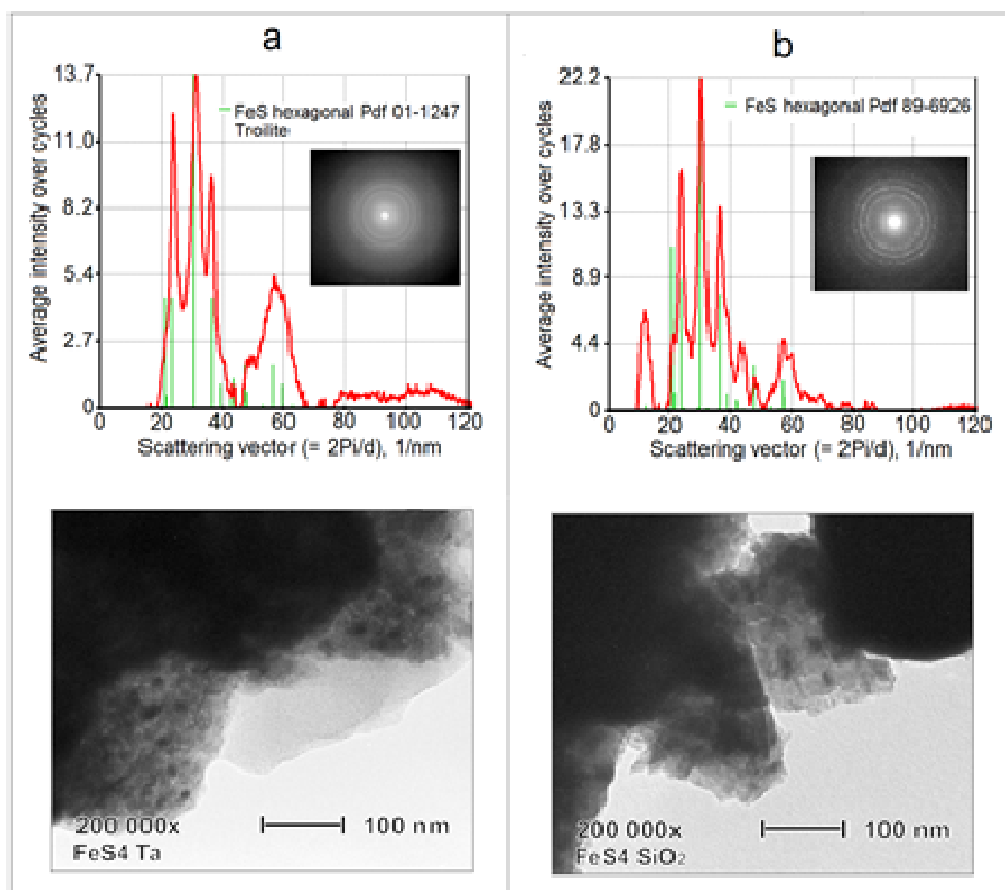 a
13.7
11.0
8.2
5.4
2.7
0
Average intensity over cycles
FeS hexagonal Pdf 01-1247
Troilite
0 20 40 60 80 100 120
Scattering vector (= 2Pi/d), 1/nm
b
22.2
17.8
13.3
8.9
4.4
0
Average intensity over cycles
FeS hexagonal Pdf 89-6926
0 20 40 60 80 100 120
Scattering vector (= 2Pi/d), 1/nm
200 000x 100 nm
FeS4 Ta
200 000x 100 nm
FeS4 SiO₂